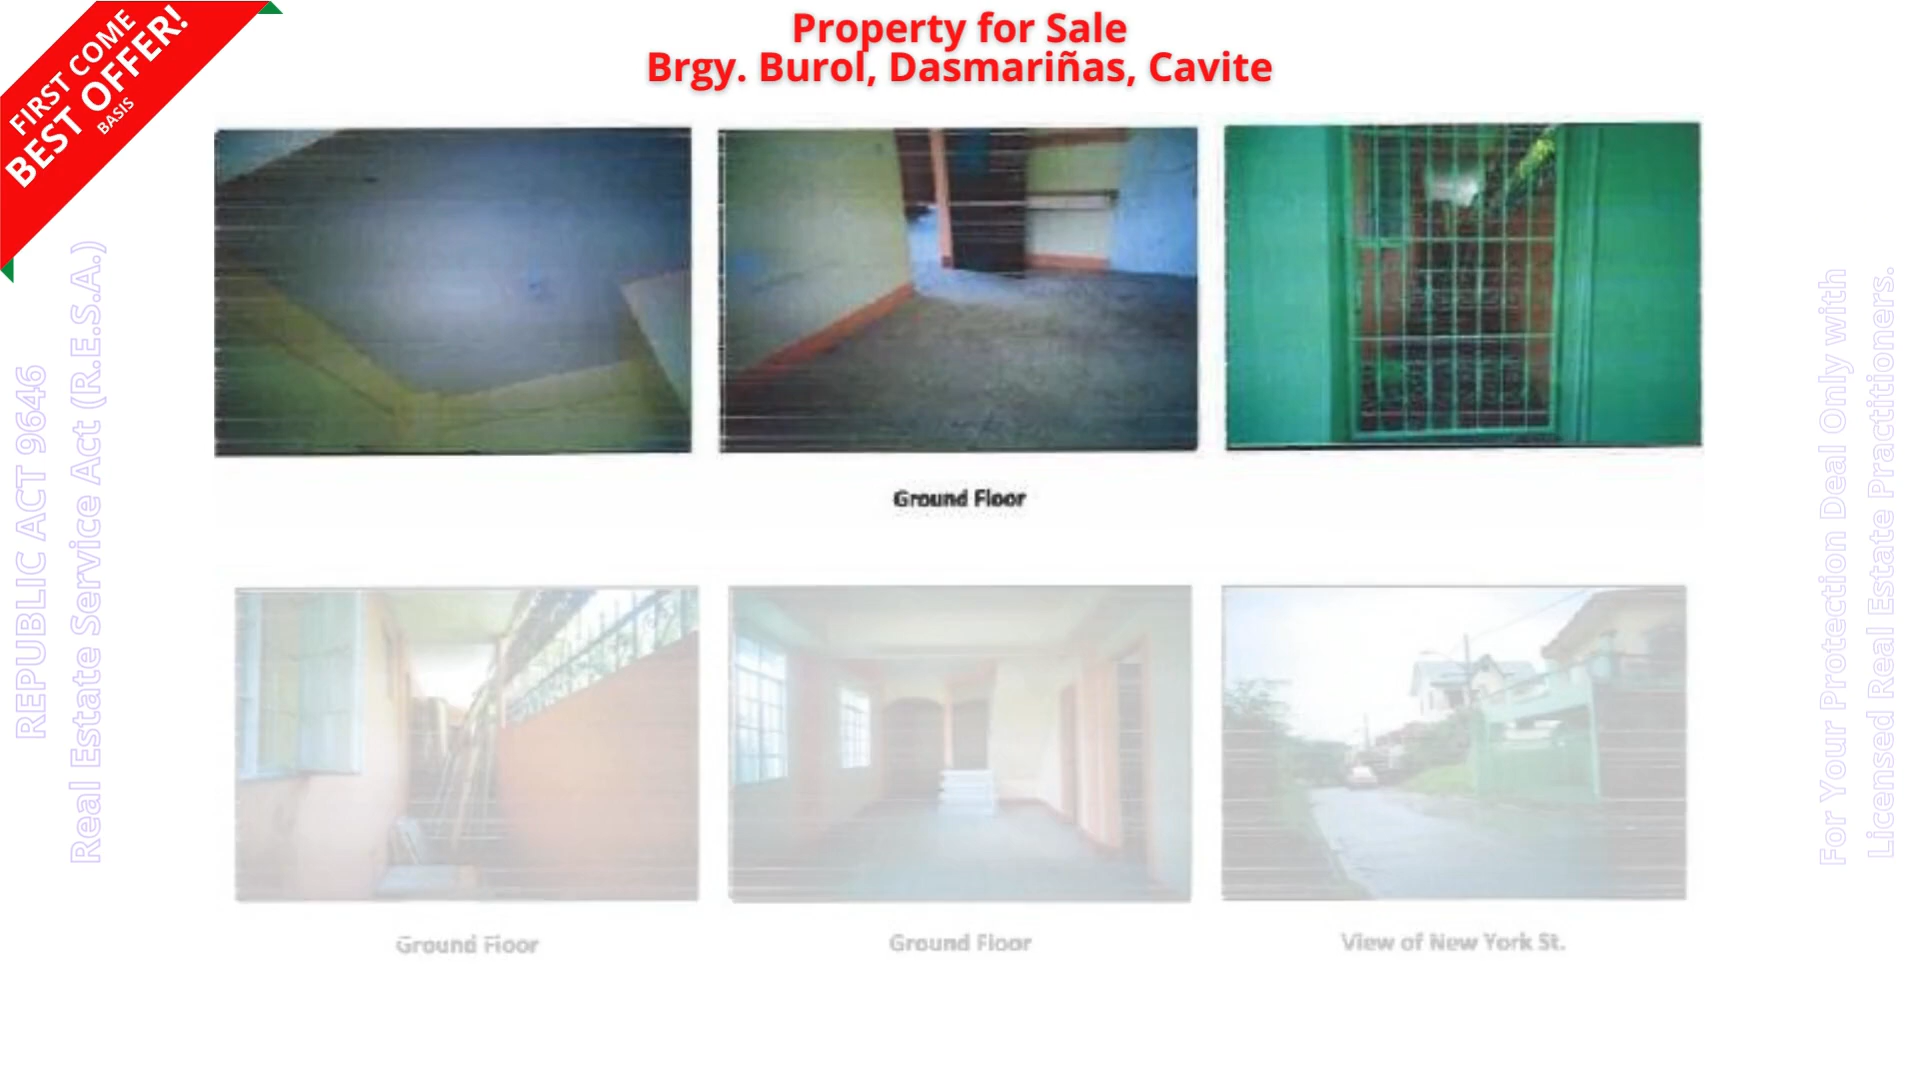 FIRST COME
BEST OFFER!
BASIS
Property for Sale
Brgy. Burol, Dasmariñas, Cavite
REPUBLIC ACT 9646
Real Estate Service Act (R.E.S.A.)
For Your Protection Deal Only with
Licensed Real Estate Practitioners.
Ground Floor
Ground Floor
Ground Floor
View of New York St.